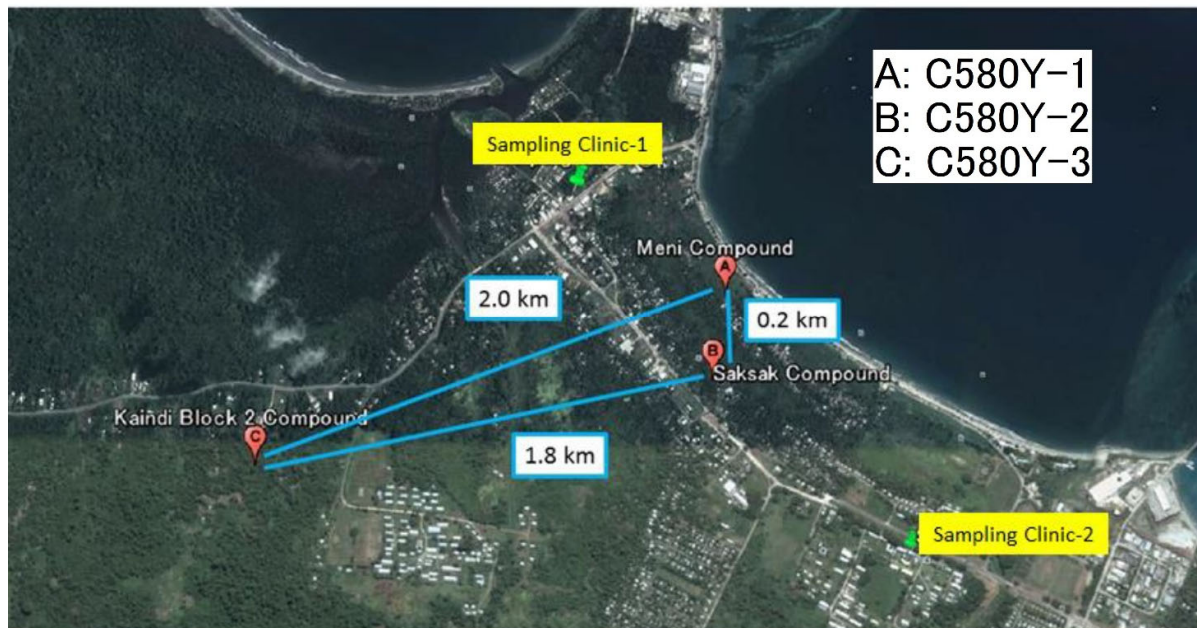 A: C580Y-1
B: C580Y-2
C: C580Y-3
Sampling Clinic-1
Meni Compound
A
2.0 km
0.2 km
B
Saksak Compound
Kaindi Block 2 Compound
C
1.8 km
Sampling Clinic-2